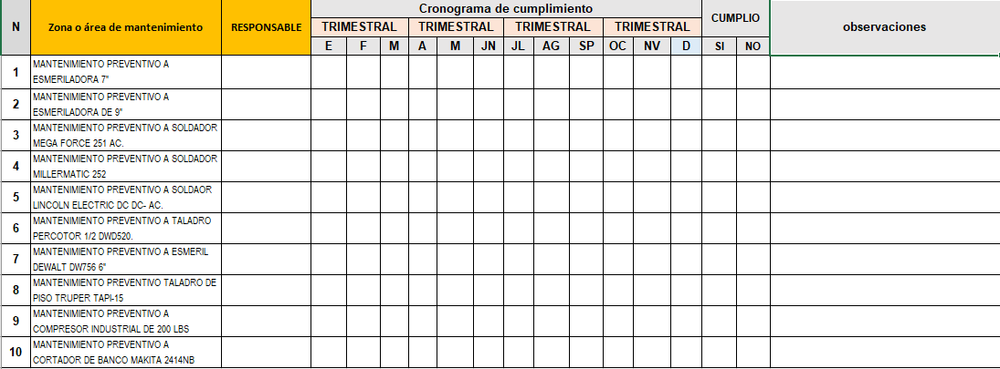 Cronograma de cumplimiento
N Zona o área de mantenimiento RESPONSABLE TRIMESTRAL TRIMESTRAL TRIMESTRAL TRIMESTRAL CUMPLIO observaciones
E F M A M JN JL AG SP OC NV D SI NO
1 MANTENIMIENTO PREVENTIVO A
ESMERILADORA 7"
2 MANTENIMIENTO PREVENTIVO A
ESMERILADORA DE 9"
3 MANTENIMIENTO PREVENTIVO A SOLDADOR
MEGA FORCE 251 AC.
4 MANTENIMIENTO PREVENTIVO A SOLDADOR
MILLERMATIC 252
5 MANTENIMIENTO PREVENTIVO A SOLDAOR
LINCOLN ELECTRIC DC DC- AC.
6 MANTENIMIENTO PREVENTIVO A TALADRO
PERCOTOR 1/2 DWD520.
7 MANTENIMIENTO PREVENTIVO A ESMERIL
DEWALT DW756 6"
8 MANTENIMIENTO PREVENTIVO TALADRO DE
PISO TRUPER TAPI-15
9 MANTENIMIENTO PREVENTIVO A
COMPRESOR INDUSTRIAL DE 200 LBS
10 MANTENIMIENTO PREVENTIVO A
CORTADOR DE BANCO MAKITA 2414NB